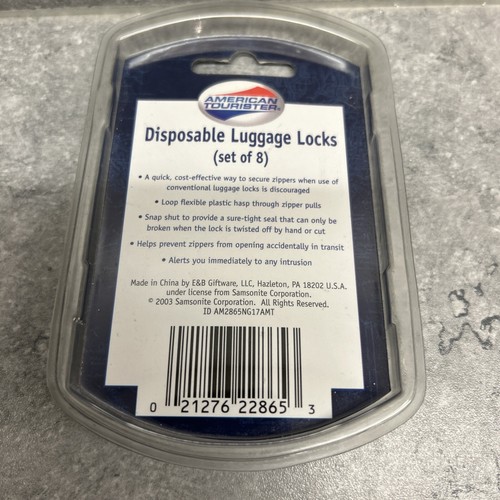 AMERICAN
TOURISTER®
Disposable Luggage Locks
(set of 8)
• A quick, cost-effective way to secure zippers when use of
conventional luggage locks is discouraged
• Loop flexible plastic hasp through zipper pulls
• Snap shut to provide a sure-tight seal that can only be
broken when the lock is twisted off by hand or cut
• Helps prevent zippers from opening accidentally in transit
• Alerts you immediately to any intrusion
Made in China by E&B Giftware, LLC, Hazleton, PA 18202 U.S.A.
under license from Samsonite Corporation.
© 2003 Samsonite Corporation. All Rights Reserved.
ID AM2865NG17AMT
0 21276 22865 3